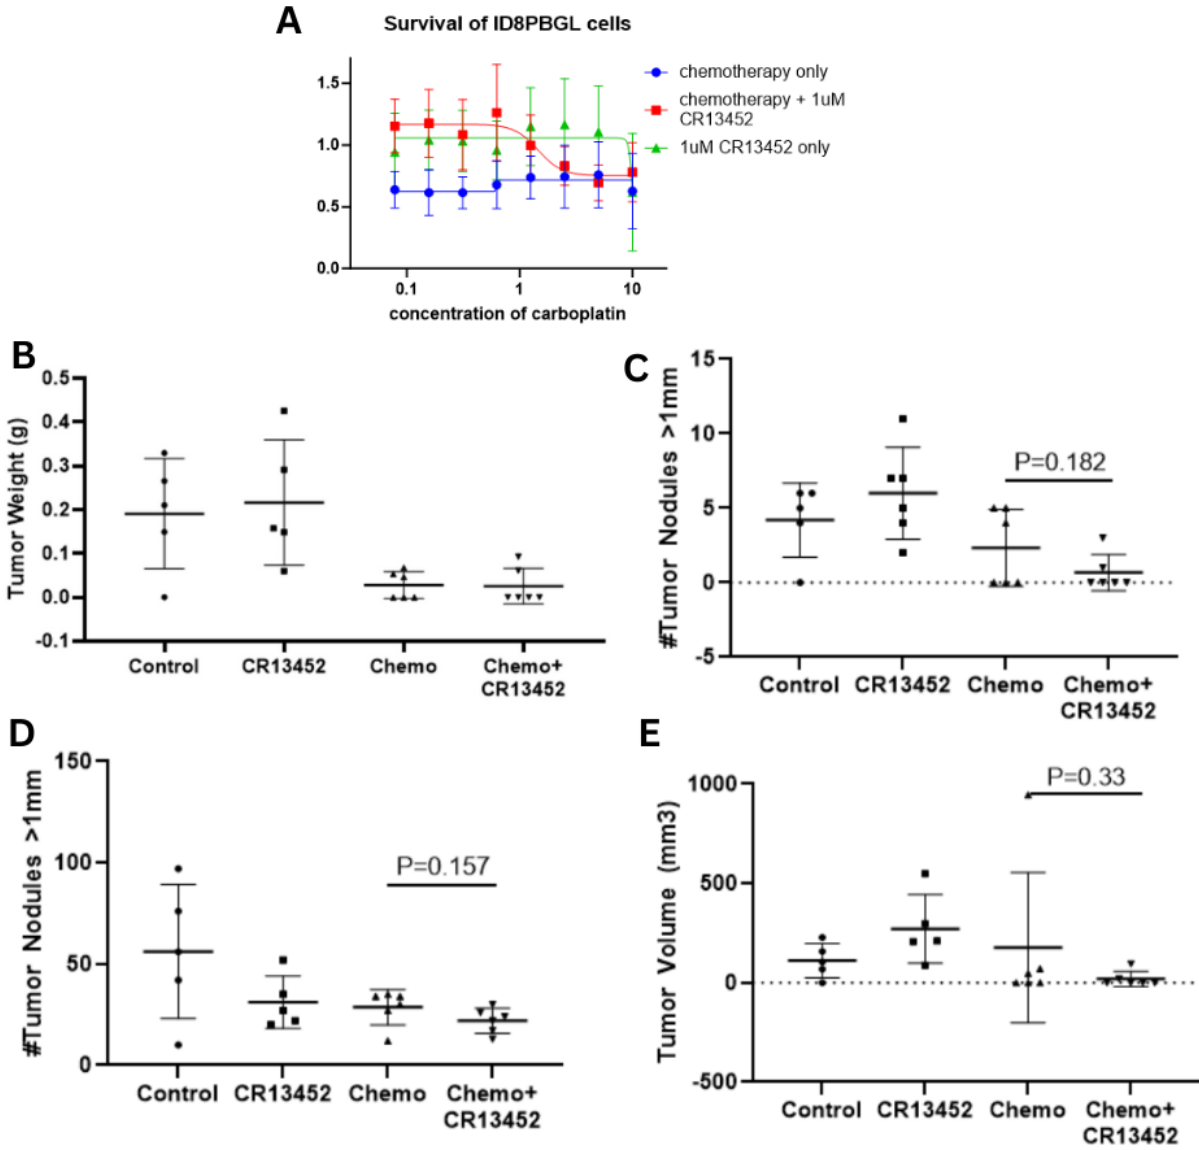 A
Survival of ID8PBGL cells
1.5
1.0
0.5
0.0
0.1
1
10
concentration of carboplatin
chemotherapy only
chemotherapy + 1uM
CR13452
1uM CR13452 only
B
Tumor Weight (g)
0.5
0.4
0.3
0.2
0.1
0.0
-0.1
Control
CR13452
Chemo
Chemo+
CR13452
C
#Tumor Nodules >1mm
15
10
5
0
-5
P=0.182
Control
CR13452
Chemo
Chemo+
CR13452
D
#Tumor Nodules >1mm
150
100
50
0
P=0.157
Control
CR13452
Chemo
Chemo+
CR13452
E
Tumor Volume (mm3)
1000
500
0
-500
P=0.33
Control
CR13452
Chemo
Chemo+
CR13452